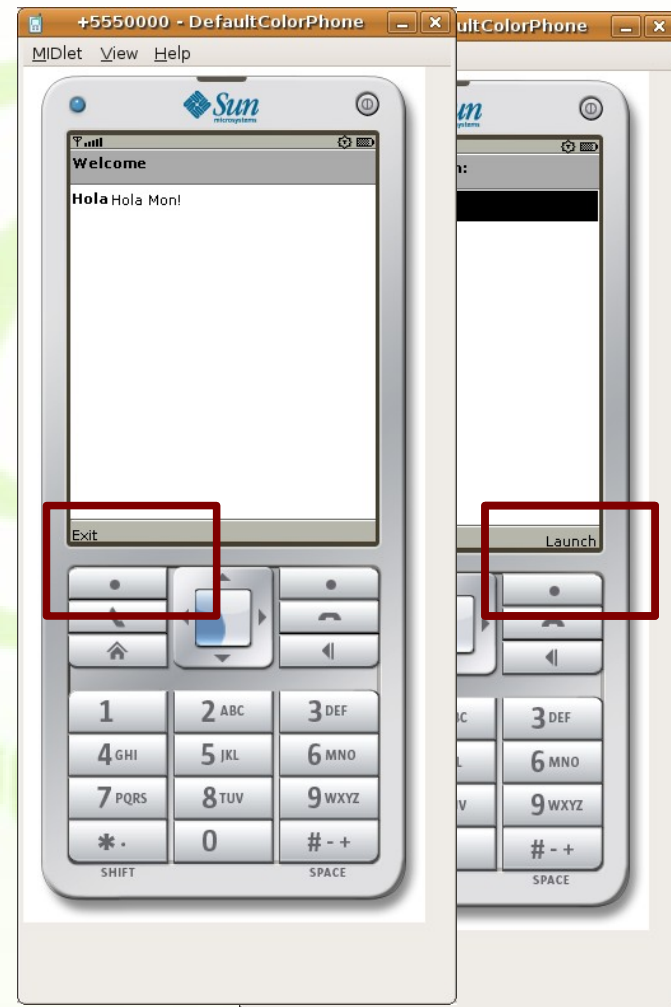 +5550000 - DefaultColorPhone
MIDlet View Help
Sun
microsystems
Welcome
Hola Hola Mon!
Exit
1 2 ABC 3 DEF
4 GHI 5 JKL 6 MNO
7 PQRS 8 TUV 9 WXYZ
* . 0 # - +
SHIFT SPACE
ultColorPhone
un
ystems
n:
Launch
3 DEF
6 MNO
9 WXYZ
# - +
SPACE